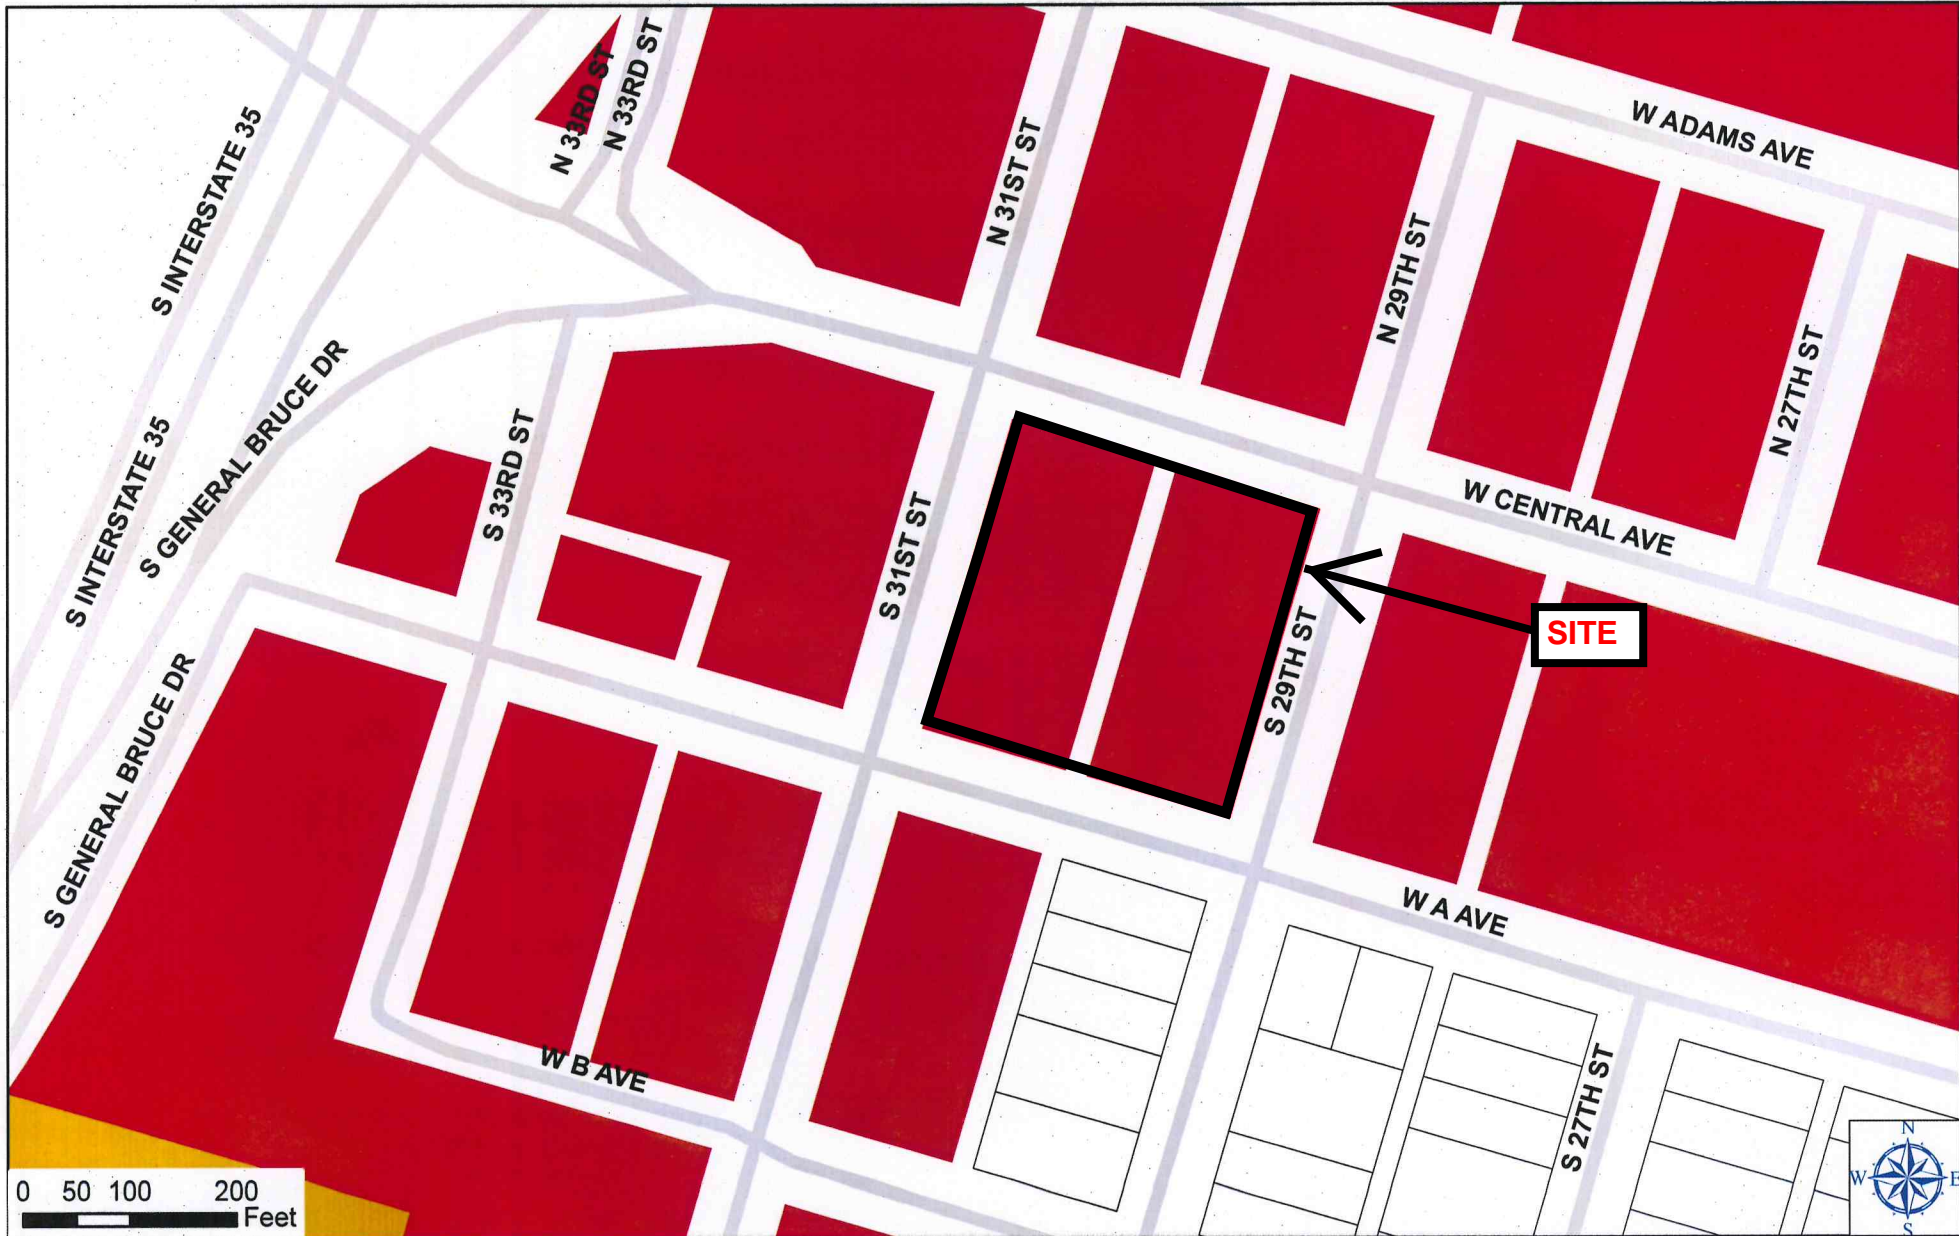 N 33RD ST
N 33RD ST
S INTERSTATE 35
N 31ST ST
W ADAMS AVE
N 29TH ST
N 27TH ST
S GENERAL BRUCE DR
S 33RD ST
S INTERSTATE 35
S 31ST ST
W CENTRAL AVE
SITE
S 29TH ST
S GENERAL BRUCE DR
W A AVE
W B AVE
S 27TH ST
N
W E
S
0 50 100 200
Feet